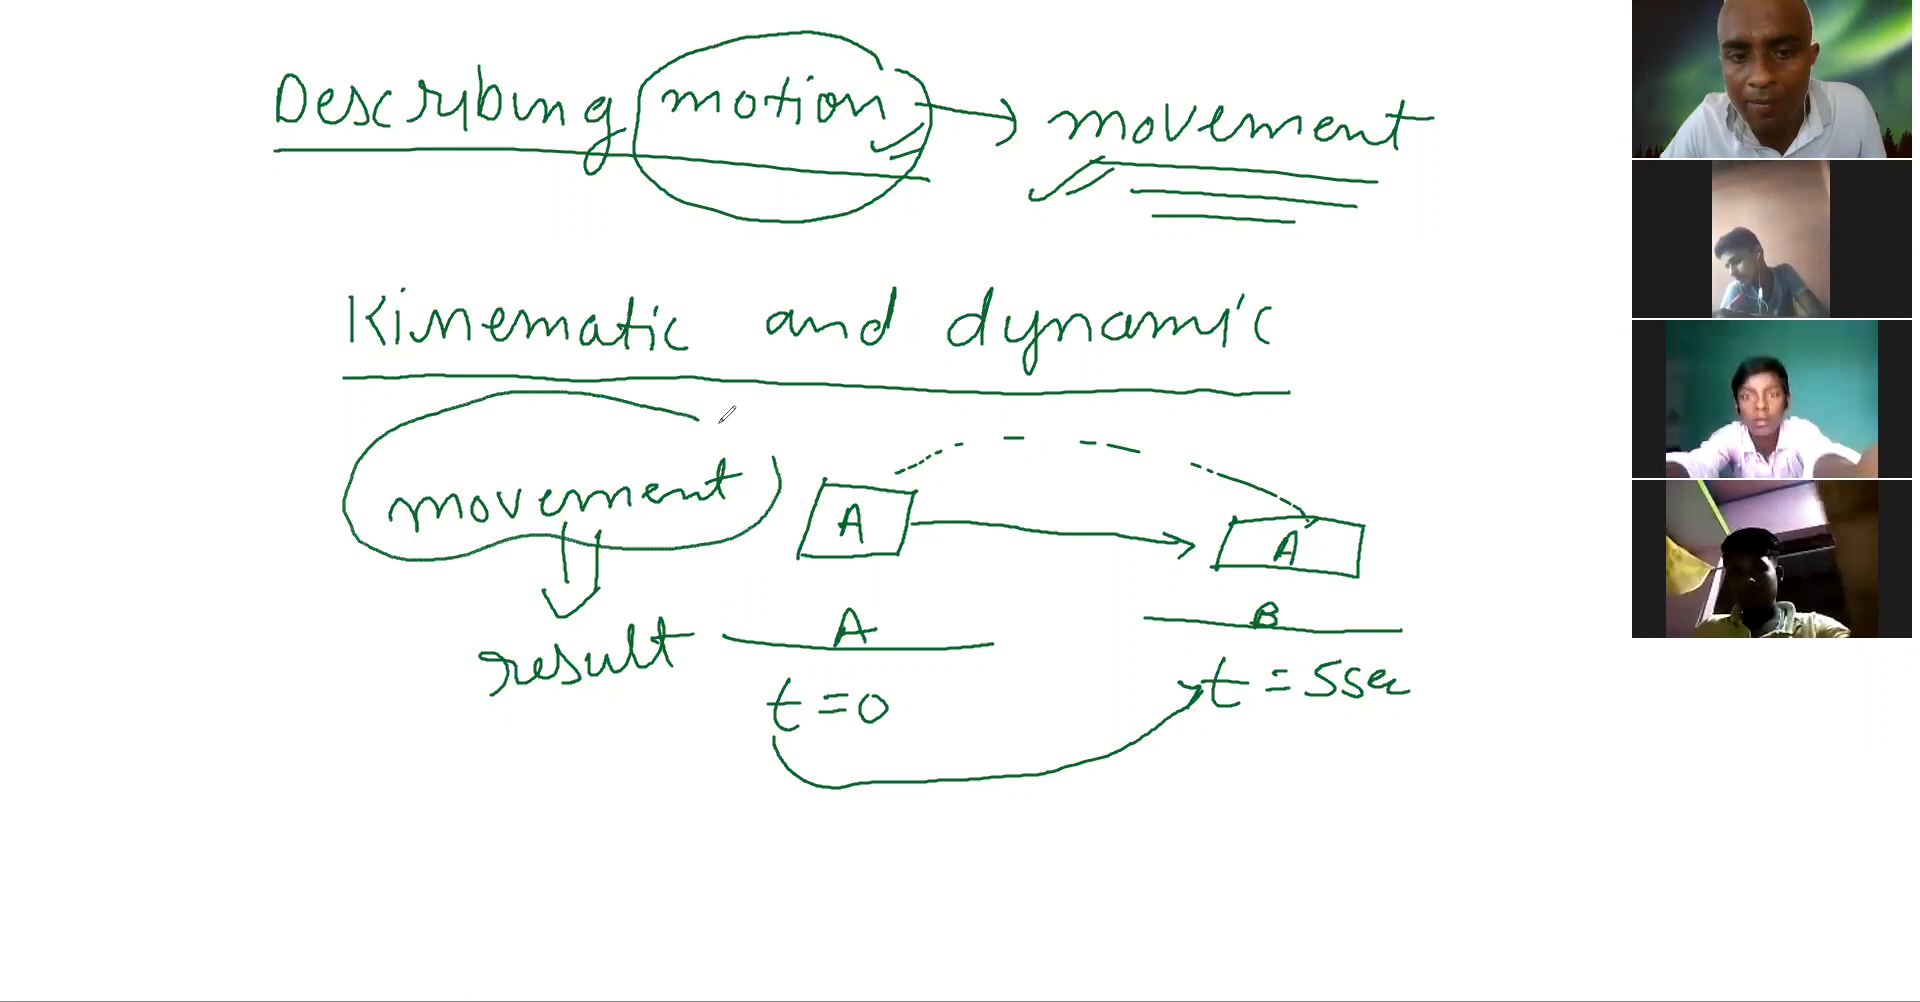 Describing motion → movement
Kinematic and dynamic
movement
A
A
result
A
B
t = 0
t = 5sec